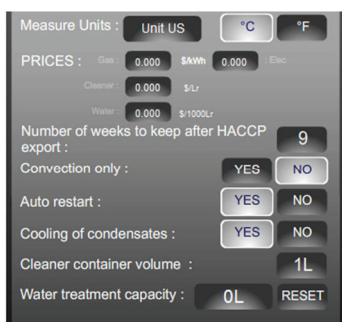 Measure Units : Unit US °C °F
PRICES : Gas : 0.000 $/kWh 0.000 : Elec
Cleaner : 0.000 $/Lr
Water : 0.000 $/1000Lr
Number of weeks to keep after HACCP
export : 9
Convection only : YES NO
Auto restart : YES NO
Cooling of condensates : YES NO
Cleaner container volume : 1L
Water treatment capacity : 0L RESET